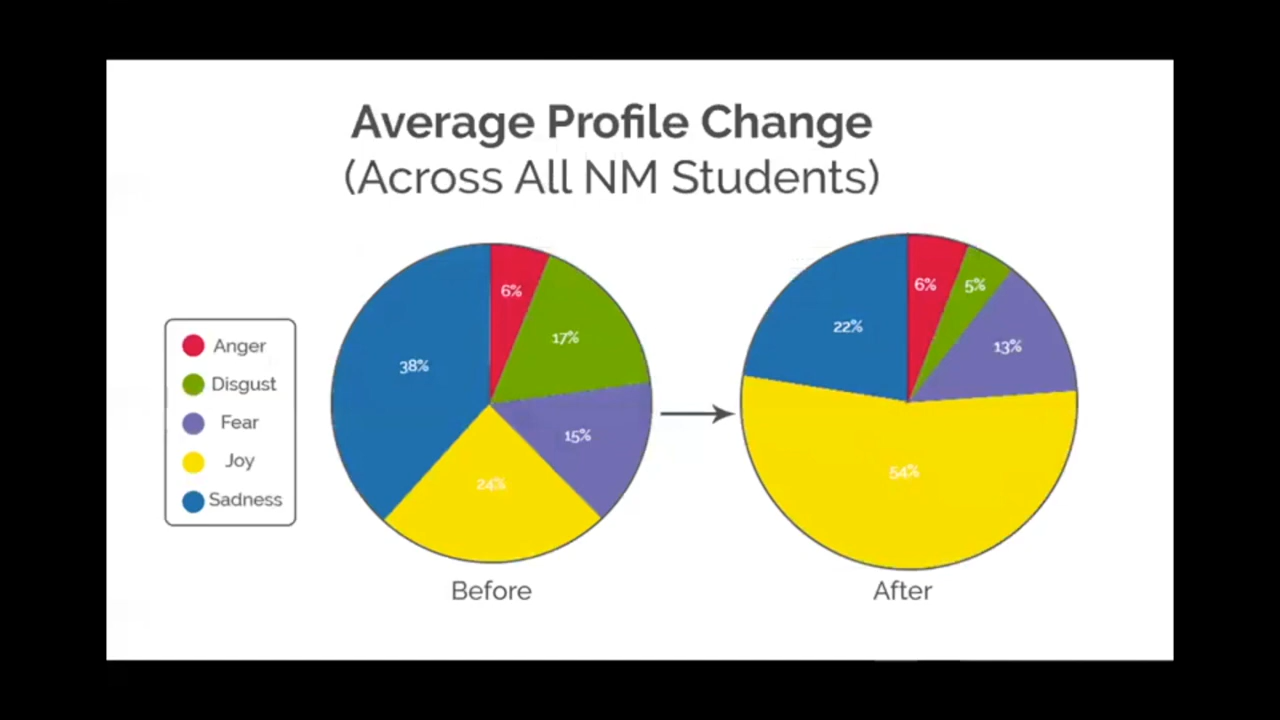 Average Profile Change
(Across All NM Students)
Anger
Disgust
Fear
Joy
Sadness
6%
17%
38%
15%
24%
Before
6%
5%
22%
13%
54%
After